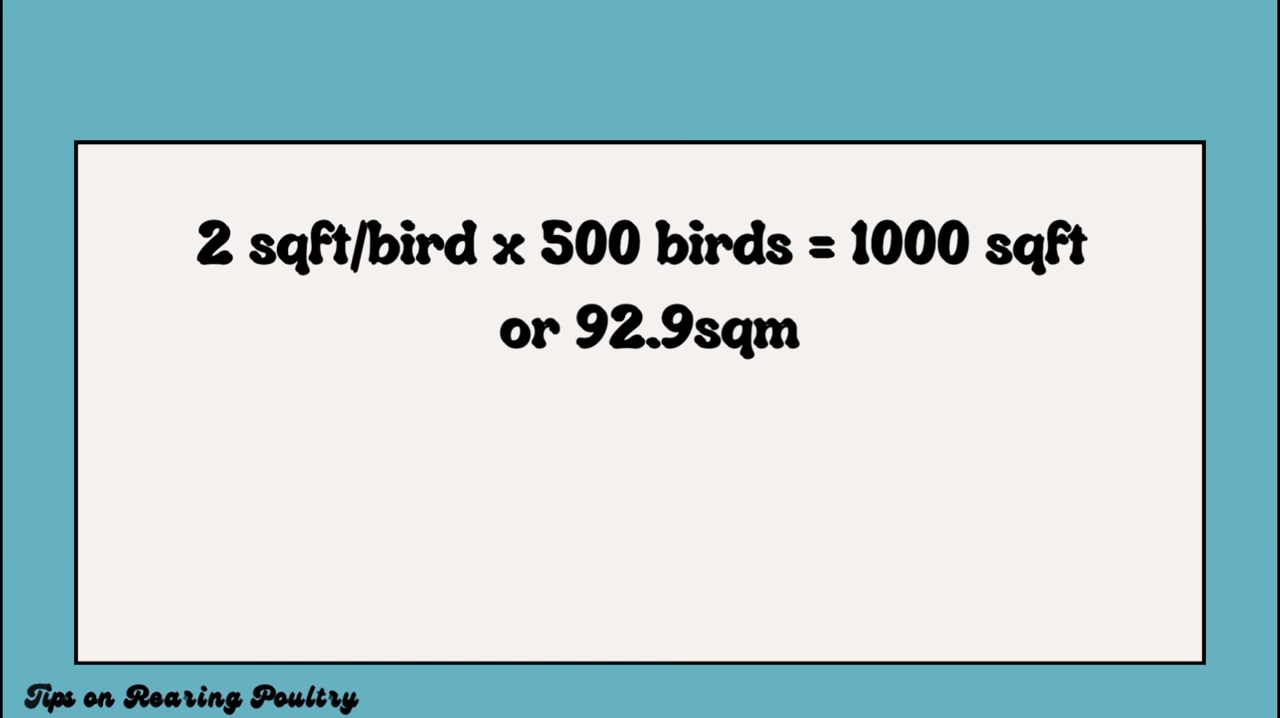 2 sqft/bird x 500 birds = 1000 sqft
or 92.9sqm
Tips on Rearing Poultry